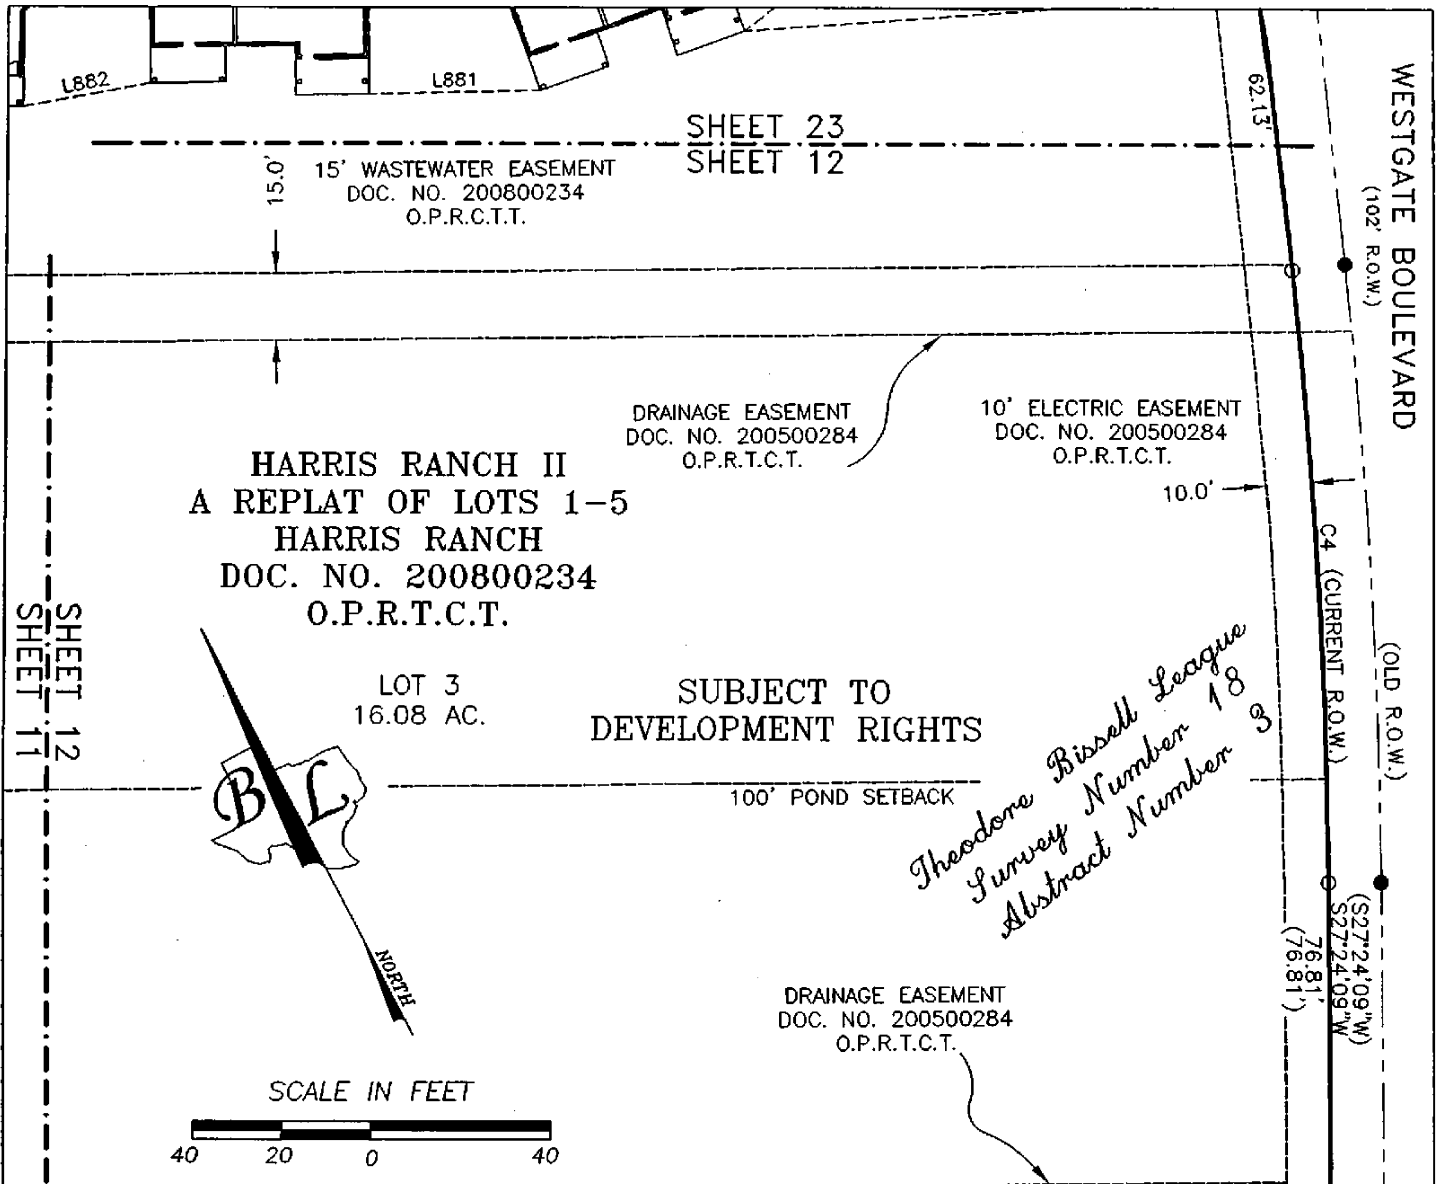 L882
L881
62.13'
WESTGATE BOULEVARD
(102' R.O.W.)
SHEET 23
SHEET 12
15.0'
15' WASTEWATER EASEMENT
DOC. NO. 200800234
O.P.R.C.T.T.
DRAINAGE EASEMENT
DOC. NO. 200500284
O.P.R.T.C.T.
10' ELECTRIC EASEMENT
DOC. NO. 200500284
O.P.R.T.C.T.
10.0'
HARRIS RANCH II
A REPLAT OF LOTS 1-5
HARRIS RANCH
DOC. NO. 200800234
O.P.R.T.C.T.
C4 (CURRENT R.O.W.)
(OLD R.O.W.)
SHEET 12
SHEET 11
LOT 3
16.08 AC.
SUBJECT TO
DEVELOPMENT RIGHTS
Theodore Bissell League
Survey Number 18
Abstract Number 3
100' POND SETBACK
B L
NORTH
(S27°24'09"W)
S27°24'09"W
76.81'
(76.81')
DRAINAGE EASEMENT
DOC. NO. 200500284
O.P.R.T.C.T.
SCALE IN FEET
40 20 0 40